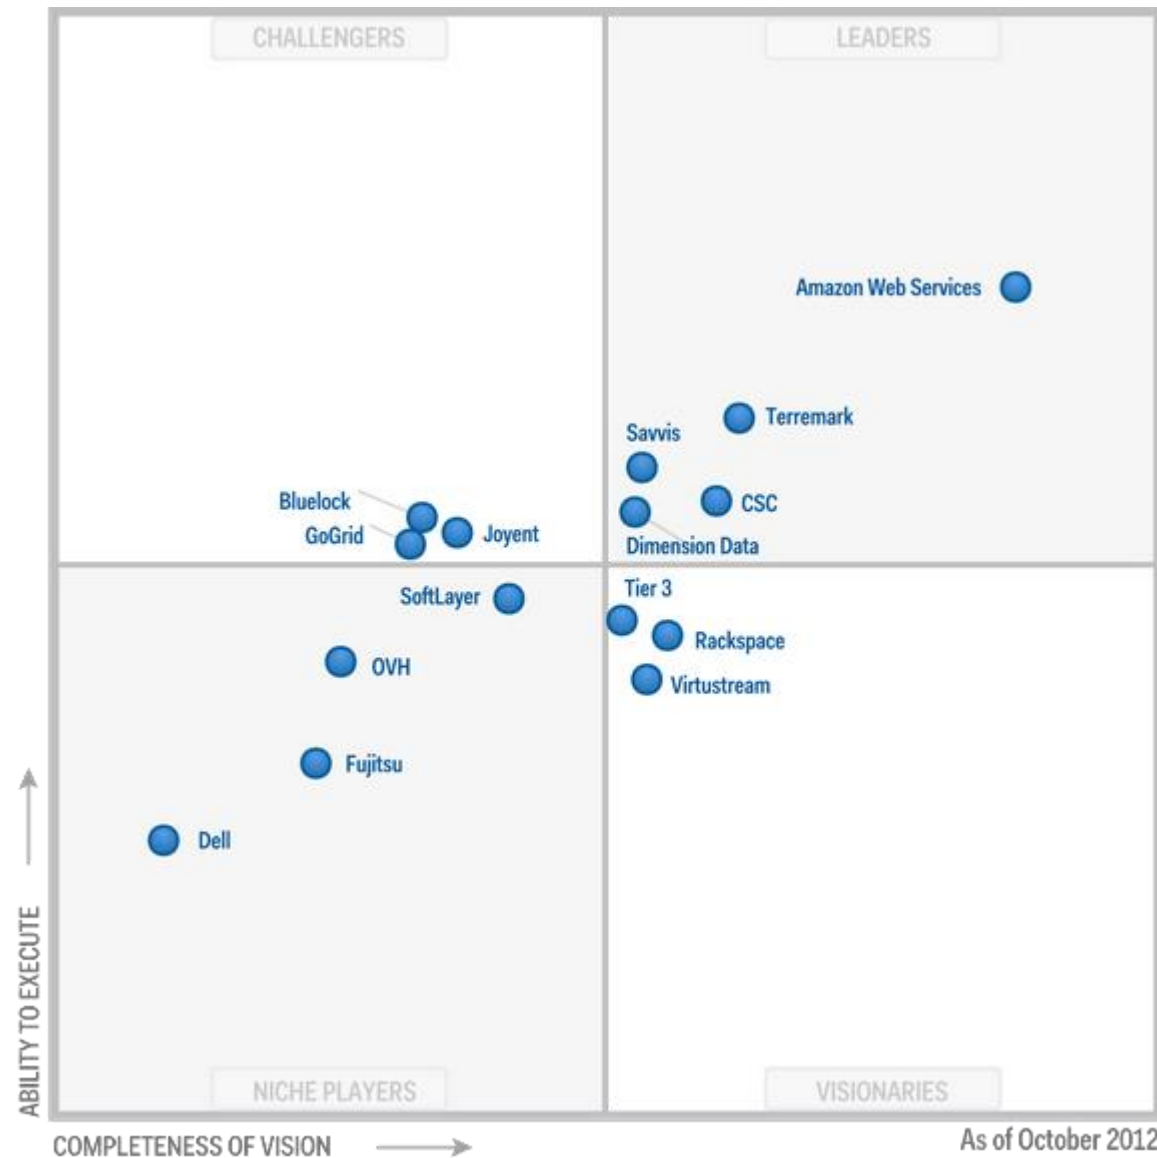 CHALLENGERS
LEADERS
Amazon Web Services
Terremark
Savvis
Bluelock
CSC
GoGrid
Joyent
Dimension Data
Tier 3
SoftLayer
Rackspace
OVH
Virtustream
Fujitsu
Dell
ABILITY TO EXECUTE
NICHE PLAYERS
VISIONARIES
COMPLETENESS OF VISION
As of October 2012